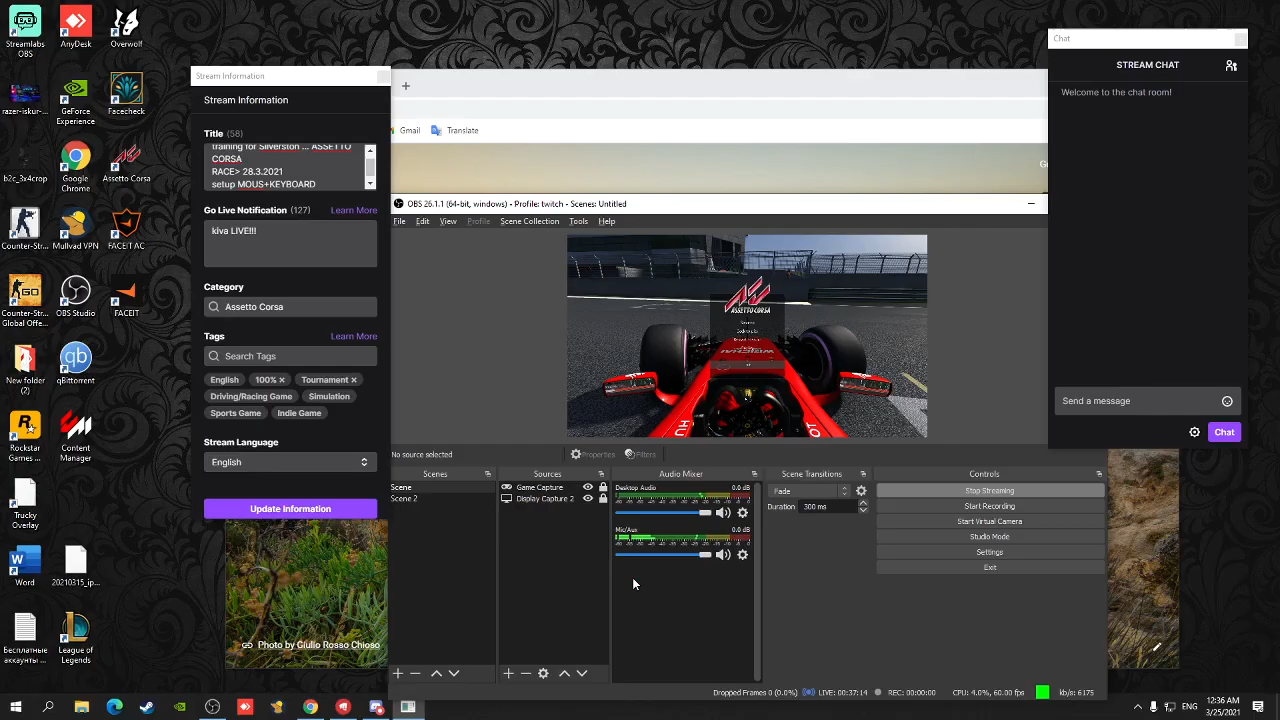 Streamlabs
OBS
AnyDesk
Overwolf
b2c_3xcrep0
GeForce
Experience
Facecheck
Google
Chrome
Assetto Corsa
Counter-Str...
Mullvad VPN
FACEIT AC
Counter-Str...
Global Offe...
OBS Studio
FACEIT
New folder
(2)
qBittorrent
Rockstar
Games ...
Content
Manager
Trucky
Overlay
Word
20210315_ip...
Бесплатные
аккаунты ...
League of
Legends
Stream Information
Stream Information
Title (58)
training for Silverston ... ASSETTO
CORSA
RACE> 28.3.2021
setup MOUS+KEYBOARD
Go Live Notification (127)
Learn More
kiva LIVE!!!
Category
Assetto Corsa
Tags
Learn More
Search Tags
English
100% ×
Tournament ×
Driving/Racing Game
Simulation
Sports Game
Indie Game
Stream Language
English
Update Information
Photo by Giulio Rosso Chioso
Gmail
Translate
OBS 26.1.1 (64-bit, windows) - Profile: twitch - Scenes: Untitled
File Edit View Profile Scene Collection Tools Help
ASSETTO CORSA
No source selected
Properties
Filters
Scenes
Scene
Scene 2
Sources
Game Capture
Display Capture 2
Audio Mixer
Desktop Audio 0.0 dB
Mic/Aux 0.0 dB
Scene Transitions
Fade
Duration 300 ms
Controls
Stop Streaming
Start Recording
Start Virtual Camera
Studio Mode
Settings
Exit
Dropped Frames 0 (0.0%)
LIVE: 00:37:14
REC: 00:00:00
CPU: 4.0%, 60.00 fps
kb/s: 6175
Chat
STREAM CHAT
Welcome to the chat room!
Send a message
Chat
ENG
12:36 AM
3/25/2021